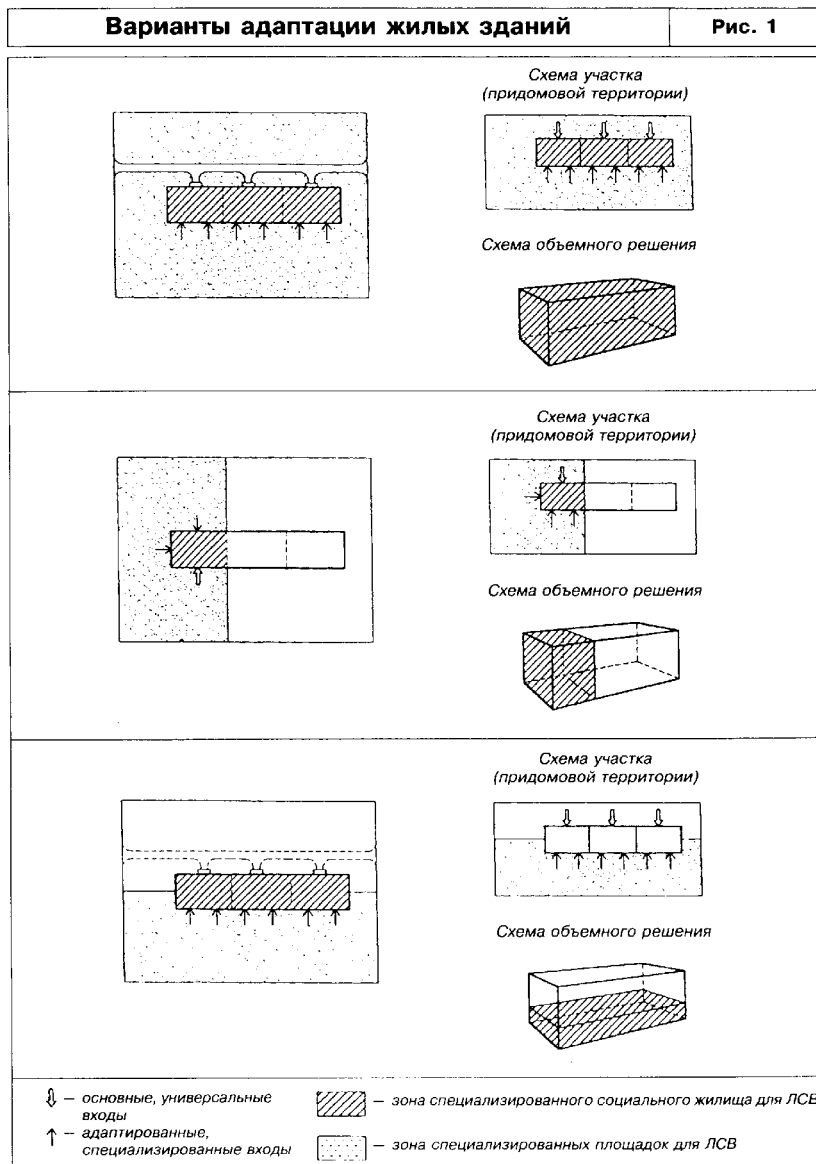 Варианты адаптации жилых зданий
Рис. 1
Схема участка
(придомовой территории)
Схема объемного решения
Схема участка
(придомовой территории)
Схема объемного решения
Схема участка
(придомовой территории)
Схема объемного решения
– основные, универсальные
входы
– адаптированные,
специализированные входы
– зона специализированного социального жилища для ЛСВ
– зона специализированных площадок для ЛСВ